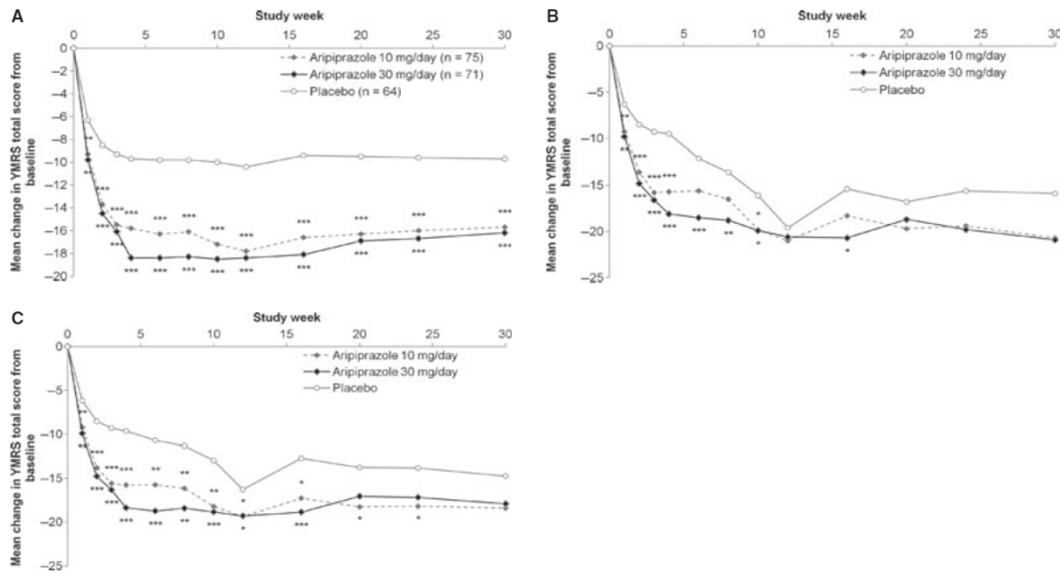 A
Study week
0 5 10 15 20 25 30
0
–2
–4
–6
–8
–10
–12
–14
–16
–18
–20
Mean change in YMRS total score from
baseline
Aripiprazole 10 mg/day (n = 75)
Aripiprazole 30 mg/day (n = 71)
Placebo (n = 64)
** *** *** *** *** *** *** *** *** *** *** ***
** *** *** *** *** *** *** *** *** *** *** ***
B
Study week
0 5 10 15 20 25 30
0
–5
–10
–15
–20
–25
Mean change in YMRS total score from
baseline
Aripiprazole 10 mg/day
Aripiprazole 30 mg/day
Placebo
** *** *** *** *
** *** *** *** *** ** * *
C
Study week
0 5 10 15 20 25 30
0
–5
–10
–15
–20
–25
Mean change in YMRS total score from
baseline
Aripiprazole 10 mg/day
Aripiprazole 30 mg/day
Placebo
** *** *** *** ** ** ** * *
** *** *** *** *** ** *** * *** * *